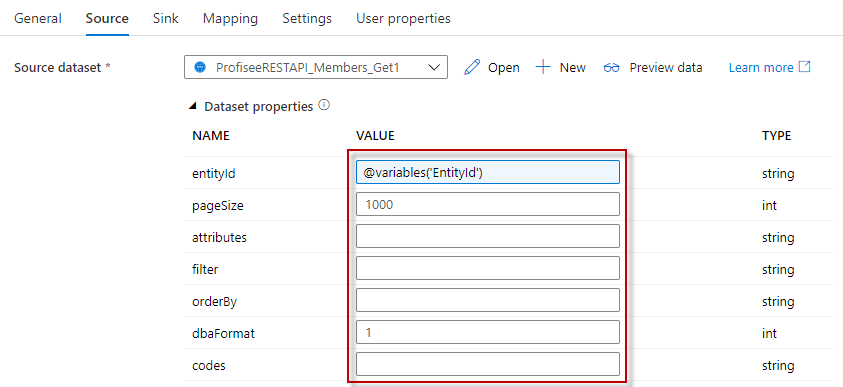 General Source Sink Mapping Settings User properties
Source dataset * ProfiseeRESTAPI_Members_Get1 Open New Preview data Learn more
Dataset properties
NAME VALUE TYPE
entityId @variables('EntityId') string
pageSize 1000 int
attributes string
filter string
orderBy string
dbaFormat 1 int
codes string